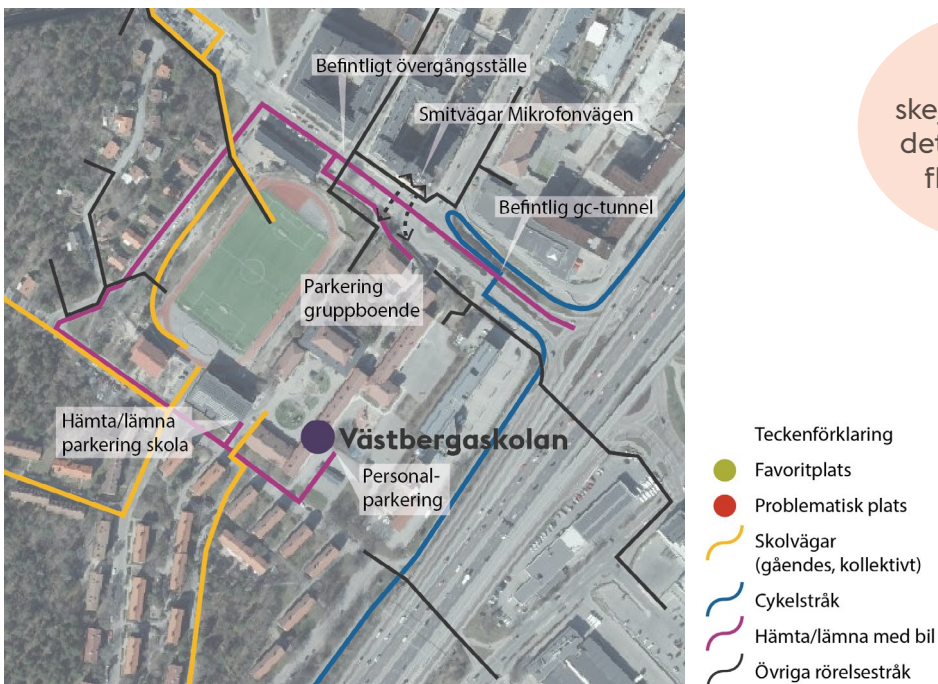 Befintligt övergångsställe
Smitvägar Mikrofonvägen
Befintlig gc-tunnel
Parkering
gruppboende
Hämta/lämna
parkering skola
Västbergaskolan
Personal-
parkering
Teckenförklaring
Favoritplats
Problematisk plats
Skolvägar
(gåendes, kollektivt)
Cykelstråk
Hämta/lämna med bil
Övriga rörelsestråk